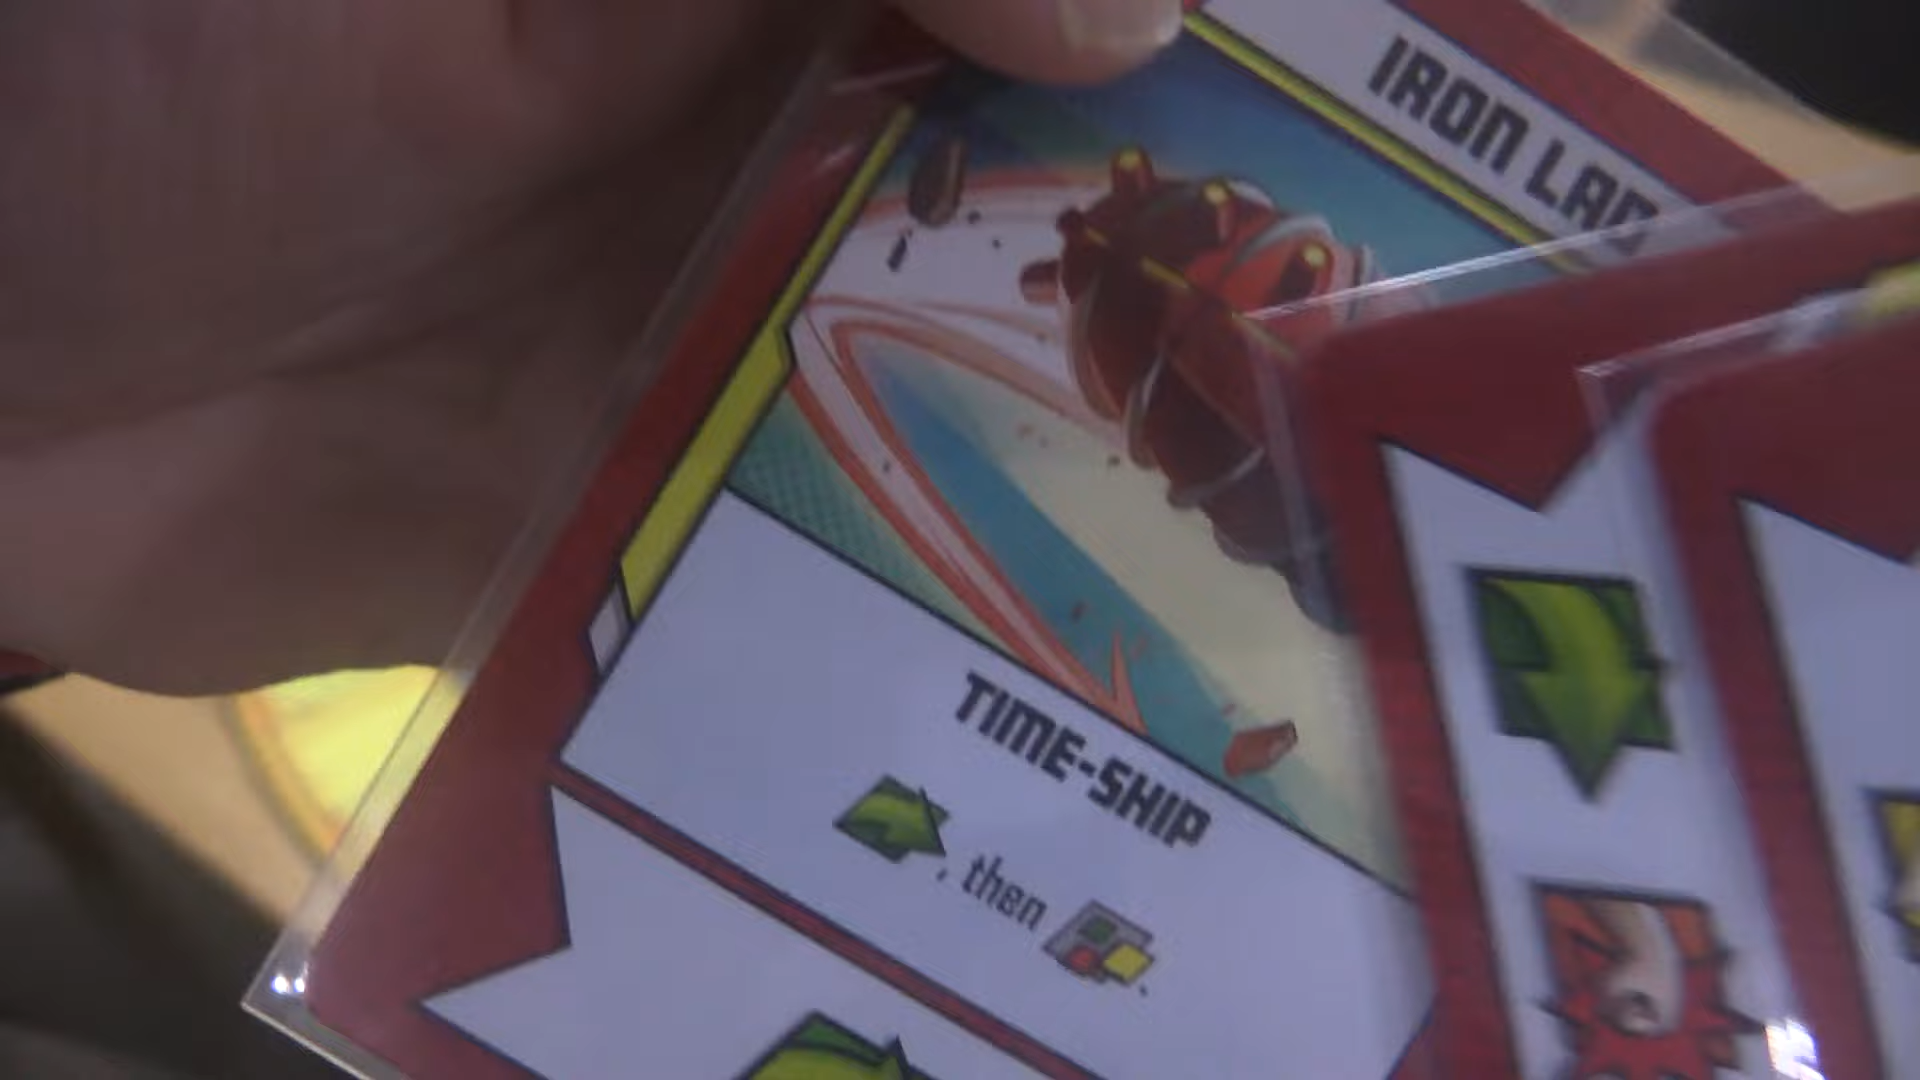 IRON LAD
TIME-SHIP
, then .